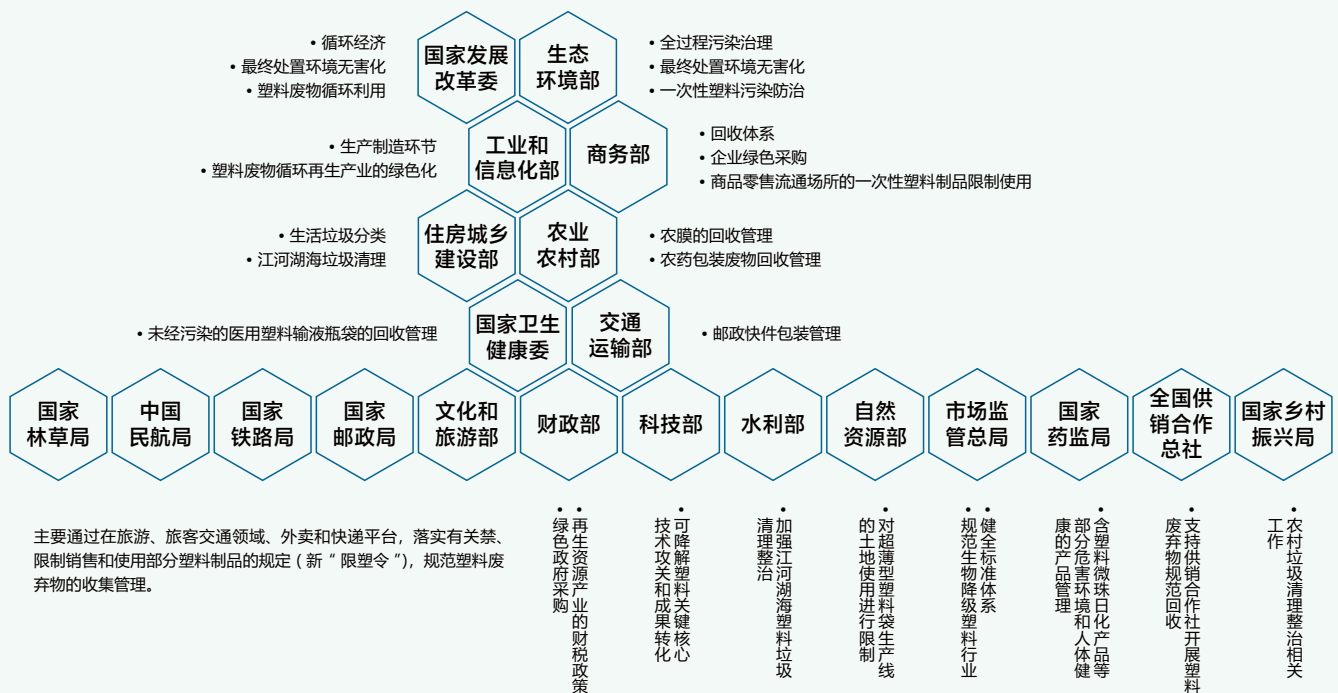 • 循环经济
• 最终处置环境无害化
• 塑料废物循环利用
国家发展
改革委
生态
环境部
• 全过程污染治理
• 最终处置环境无害化
• 一次性塑料污染防治
• 生产制造环节
• 塑料废物循环再生产业的绿色化
工业和
信息化部
商务部
• 回收体系
• 企业绿色采购
• 商品零售流通场所的一次性塑料制品限制使用
• 生活垃圾分类
• 江河湖海垃圾清理
住房城乡
建设部
农业
农村部
• 农膜的回收管理
• 农药包装废物回收管理
• 未经污染的医用塑料输液瓶袋的回收管理
国家卫生
健康委
交通
运输部
• 邮政快件包装管理
国家
林草局
中国
民航局
国家
铁路局
国家
邮政局
文化和
旅游部
财政部
科技部
水利部
自然
资源部
市场监
管总局
国家
药监局
全国供
销合作
总社
国家乡村
振兴局
主要通过在旅游、旅客交通领域、外卖和快递平台，落实有关禁、
限制销售和使用部分塑料制品的规定 ( 新“ 限塑令 ”)，规范塑料废
弃物的收集管理。
• 再生资源产业的财税政策
• 绿色政府采购
• 可降解塑料关键核心
技术攻关和成果转化
• 加强江河湖海塑料垃圾
清理整治
• 对超薄型塑料袋生产线
的土地使用进行限制
• 健全标准体系
• 规范生物降级塑料行业
• 含塑料微珠日化产品等
部分危害环境和人体健
康的产品管理
• 支持供销合作社开展塑料
废弃物规范回收
• 农村垃圾清理整治相关
工作